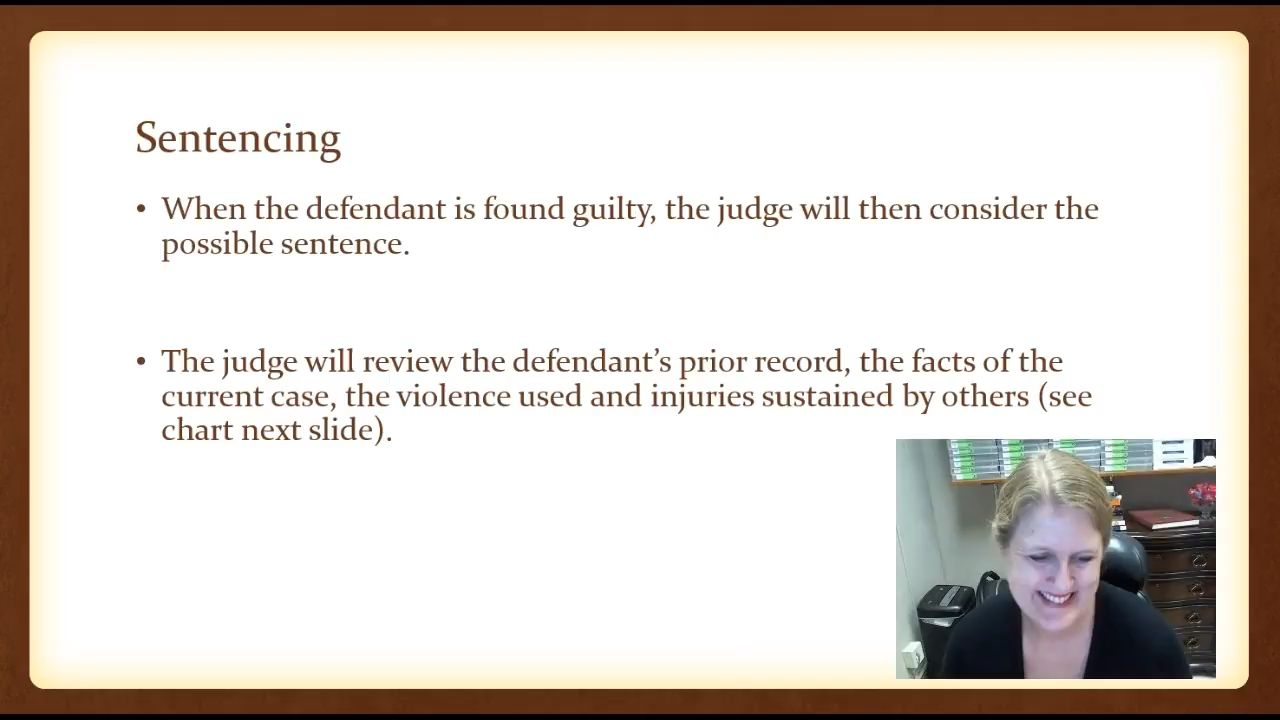 Sentencing
• When the defendant is found guilty, the judge will then consider the
possible sentence.
• The judge will review the defendant’s prior record, the facts of the
current case, the violence used and injuries sustained by others (see
chart next slide).